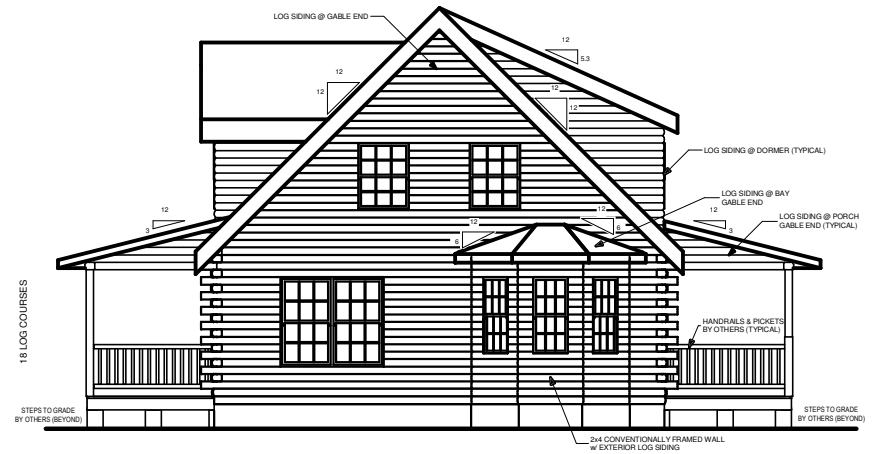 LOG SIDING @ GABLE END
12
5.3
12
12
12
12
LOG SIDING @ DORMER (TYPICAL)
LOG SIDING @ BAY
GABLE END
12
3
12
6
12
6
12
3
LOG SIDING @ PORCH
GABLE END (TYPICAL)
18 LOG COURSES
HANDRAILS & PICKETS
BY OTHERS (TYPICAL)
STEPS TO GRADE
BY OTHERS (BEYOND)
STEPS TO GRADE
BY OTHERS (BEYOND)
2x4 CONVENTIONALLY FRAMED WALL
w/ EXTERIOR LOG SIDING